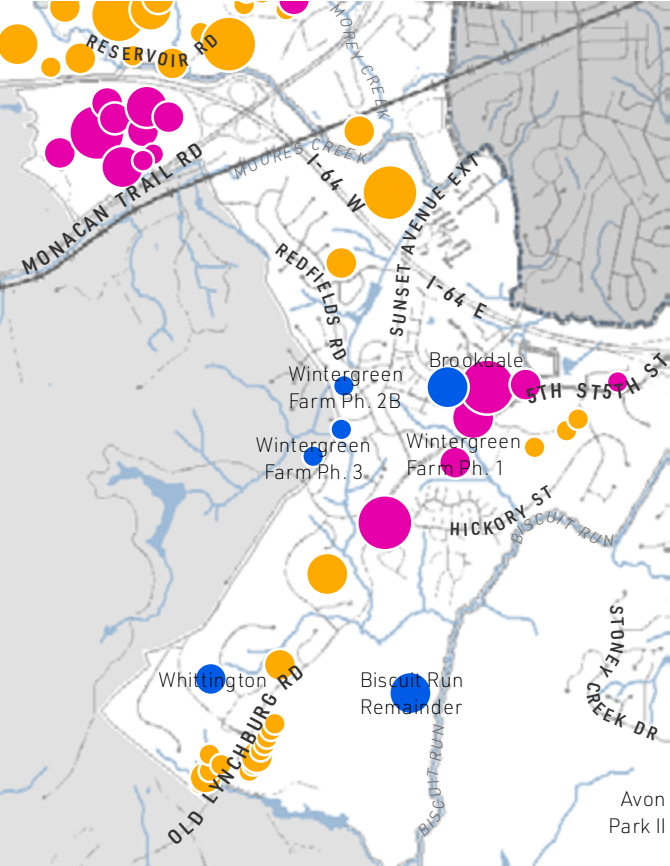 MOREY CREEK
RESERVOIR RD
MOORES CREEK
I-64 W
MONACAN TRAIL RD
SUNSET AVENUE EXT
REDFIELDS RD
I-64 E
Brookdale
Wintergreen
Farm Ph. 2B
5TH ST
5TH ST
Wintergreen
Farm Ph. 3
Wintergreen
Farm Ph. 1
HICKORY ST
BISCUIT RUN
STONEY CREEK DR
Whittington
Biscuit Run
Remainder
OLD LYNCHBURG RD
BISCUIT RUN
Avon
Park II